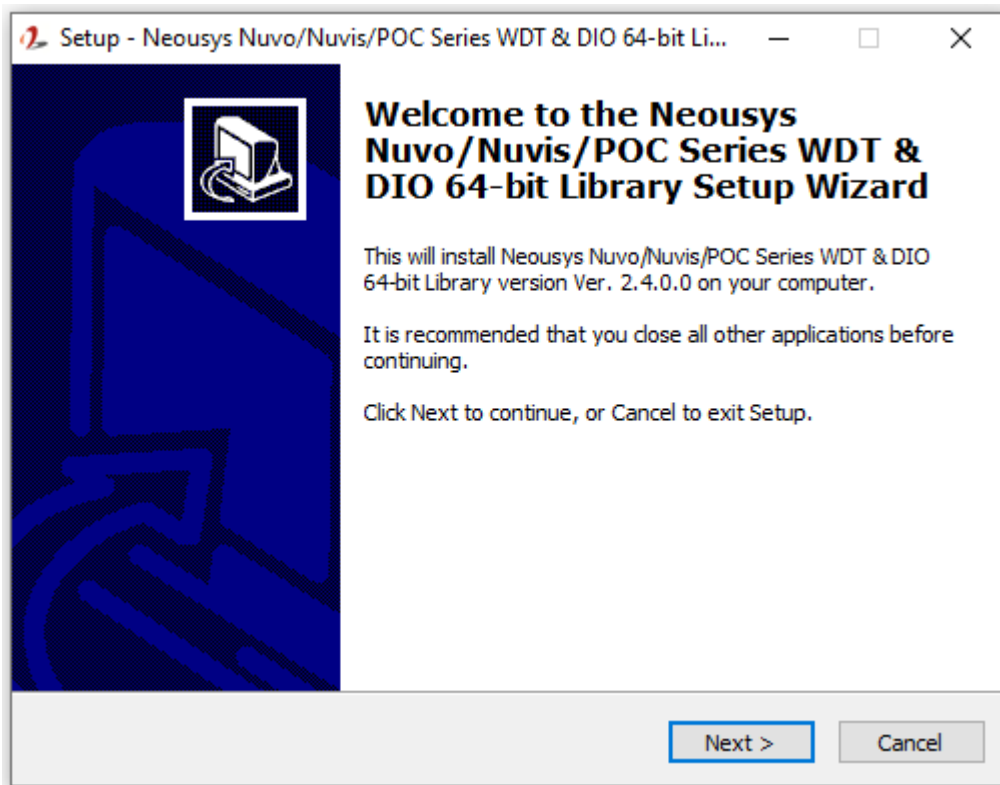 Setup - Neousys Nuvo/Nuvis/POC Series WDT & DIO 64-bit Li...
Welcome to the Neousys
Nuvo/Nuvis/POC Series WDT &
DIO 64-bit Library Setup Wizard
This will install Neousys Nuvo/Nuvis/POC Series WDT & DIO
64-bit Library version Ver. 2.4.0.0 on your computer.
It is recommended that you close all other applications before
continuing.
Click Next to continue, or Cancel to exit Setup.
Next >
Cancel